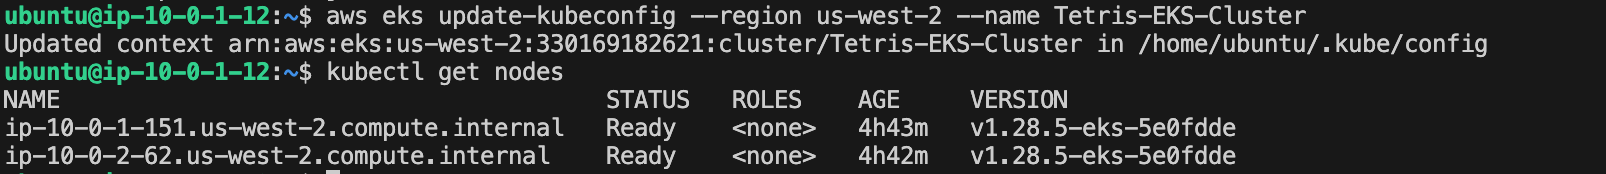 ubuntu@ip-10-0-1-12:~$ aws eks update-kubeconfig --region us-west-2 --name Tetris-EKS-Cluster
Updated context arn:aws:eks:us-west-2:330169182621:cluster/Tetris-EKS-Cluster in /home/ubuntu/.kube/config
ubuntu@ip-10-0-1-12:~$ kubectl get nodes
NAME STATUS ROLES AGE VERSION
ip-10-0-1-151.us-west-2.compute.internal Ready <none> 4h43m v1.28.5-eks-5e0fdde
ip-10-0-2-62.us-west-2.compute.internal Ready <none> 4h42m v1.28.5-eks-5e0fdde